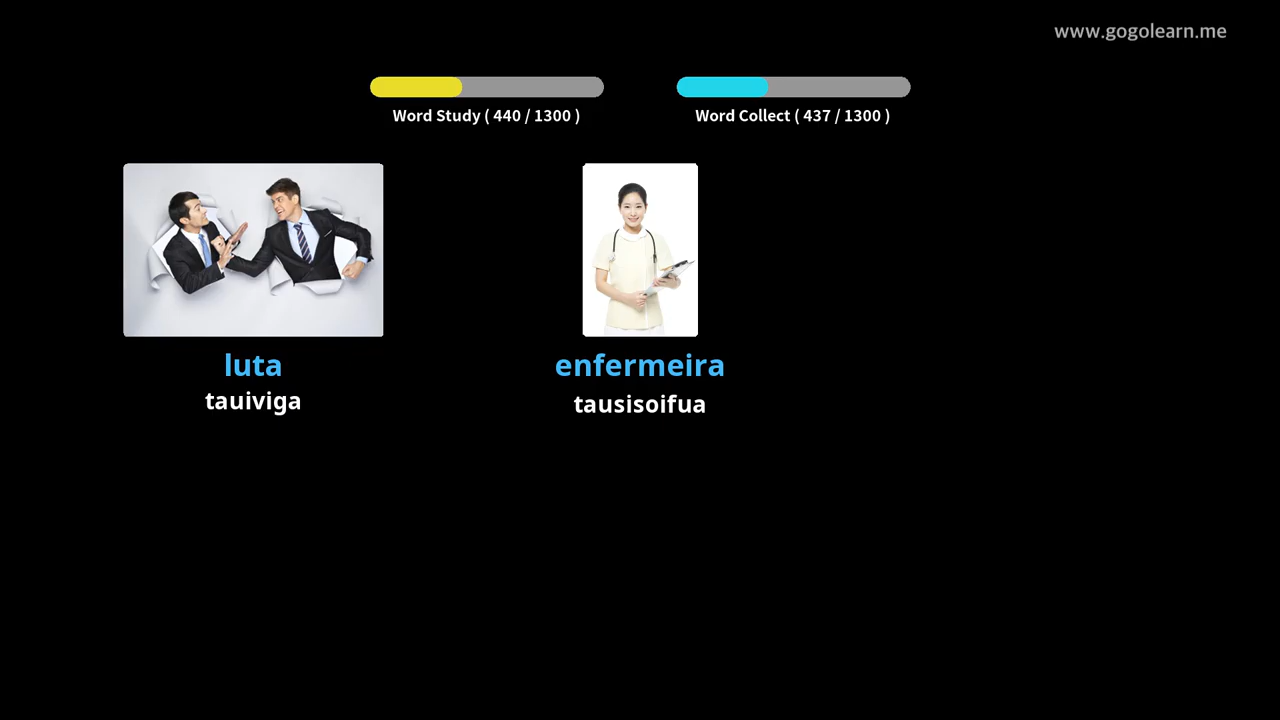 www.gogolearn.me
Word Study ( 440 / 1300 )
Word Collect ( 437 / 1300 )
luta
enfermeira
tauiviga
tausisoifua